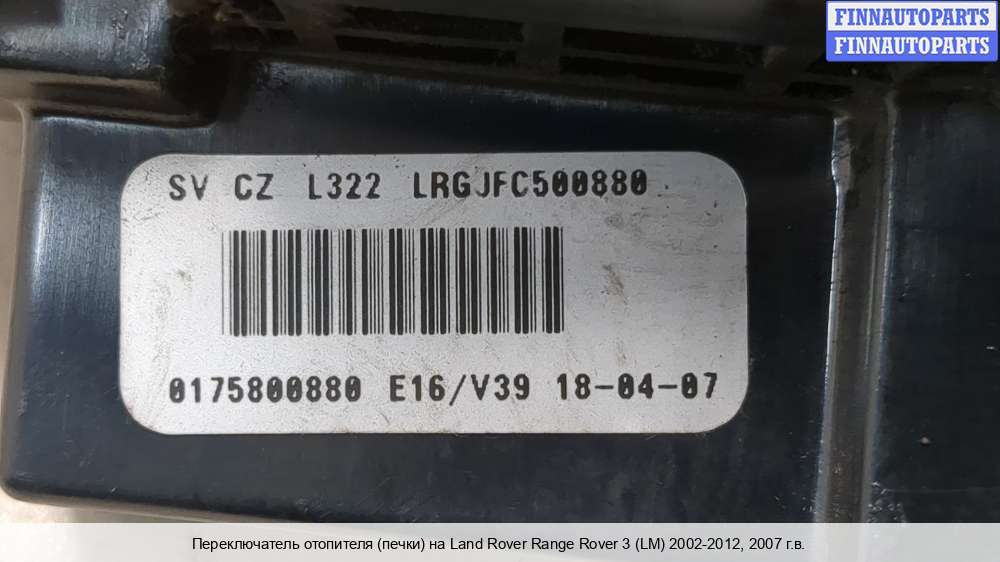 FINNAUTOPARTS
FINNAUTOPARTS
SV CZ L322 LRGJFC500880
0175800880 E16/V39 18-04-07
Переключатель отопителя (печки) на Land Rover Range Rover 3 (LM) 2002-2012, 2007 г.в.